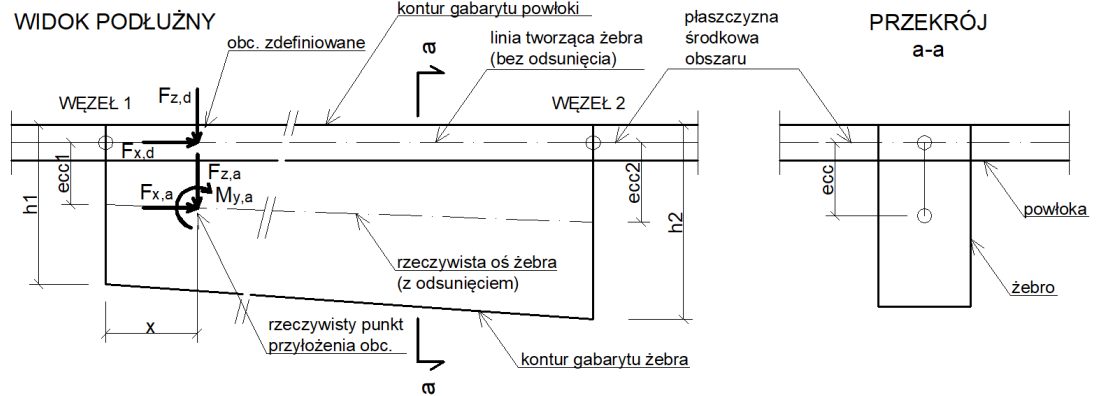 WIDOK PODŁUŻNY
kontur gabarytu powłoki
PRZEKRÓJ
a-a
obc. zdefiniowane
a
linia tworząca żebra
(bez odsunięcia)
płaszczyzna
środkowa
obszaru
WĘZEŁ 1
Fz,d
WĘZEŁ 2
Fx,d
Fz,a
Fx,a
My,a
ecc1
h1
ecc2
h2
ecc
powłoka
rzeczywista oś żebra
(z odsunięciem)
żebro
x
rzeczywisty punkt
przyłożenia obc.
kontur gabarytu żebra
a